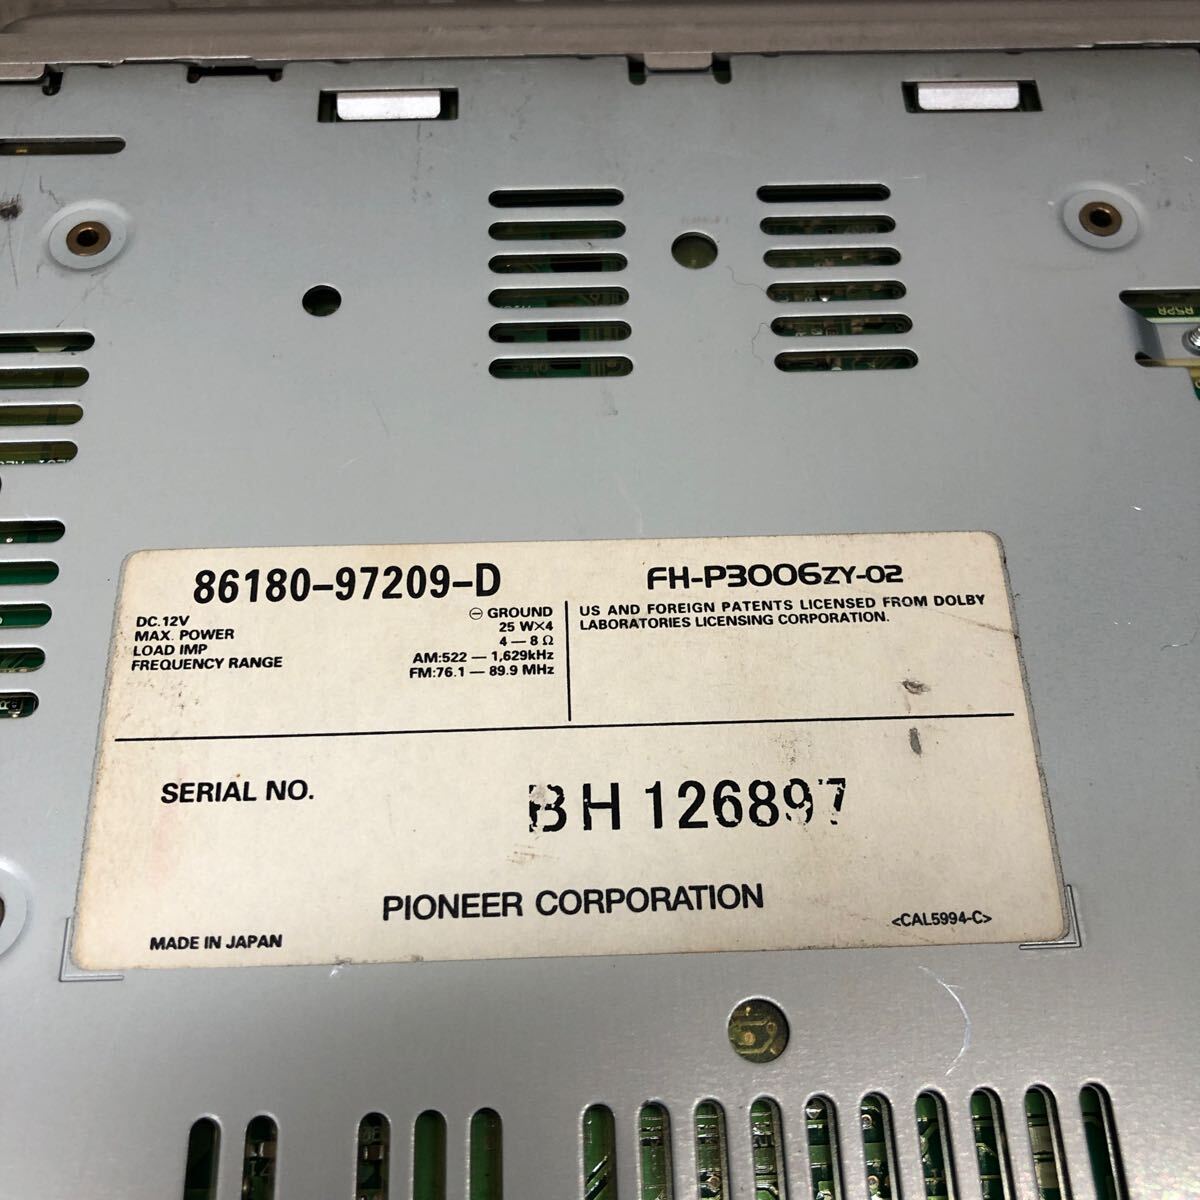 86180-97209-D
FH-P3006ZY-02
DC.12V ⊖ GROUND
MAX. POWER 25 W×4
LOAD IMP 4 — 8 Ω
FREQUENCY RANGE AM:522 — 1,629kHz
FM:76.1 — 89.9 MHz
US AND FOREIGN PATENTS LICENSED FROM DOLBY
LABORATORIES LICENSING CORPORATION.
SERIAL NO. BH126897
PIONEER CORPORATION
MADE IN JAPAN
<CAL5994-C>